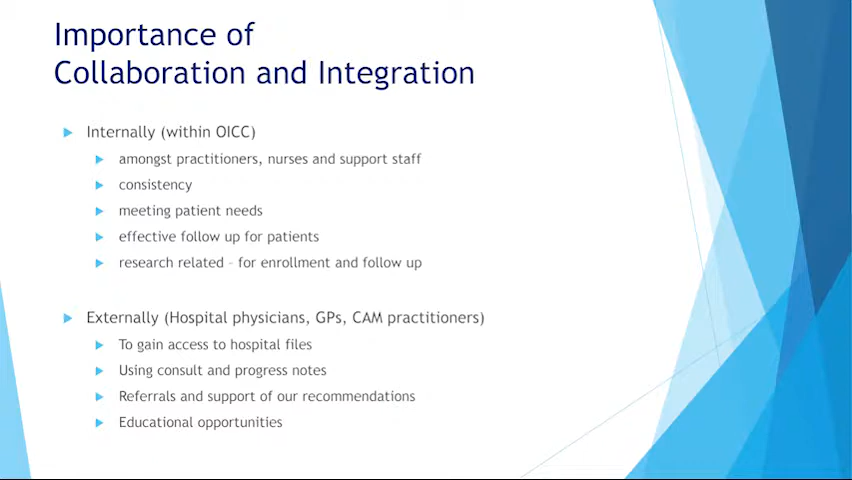 Importance of
Collaboration and Integration
Internally (within OICC)
amongst practitioners, nurses and support staff
consistency
meeting patient needs
effective follow up for patients
research related – for enrollment and follow up
Externally (Hospital physicians, GPs, CAM practitioners)
To gain access to hospital files
Using consult and progress notes
Referrals and support of our recommendations
Educational opportunities